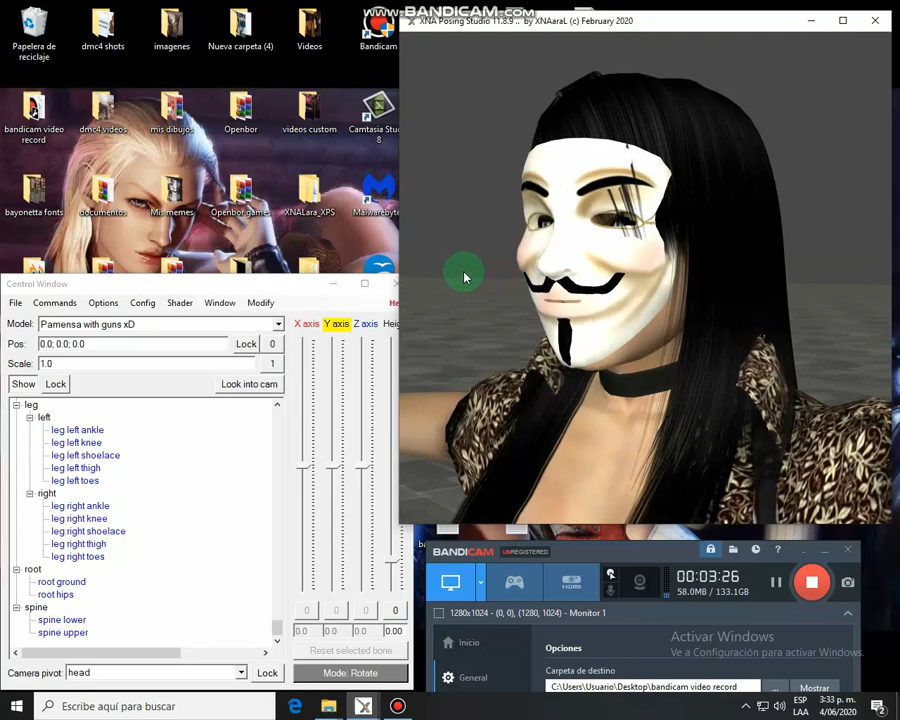 www.BANDICAM.COM
XNA Posing Studio 11.8.9 .. by XNAaraL (c) February 2020
Papelera de reciclaje
dmc4 shots
imagenes
Nueva carpeta (4)
Videos
Bandicam
bandicam video record
dmc4 videos
mis dibujos
Openbor
videos custom
Camtasia Stu 8
bayonetta fonts
documentos
Mis memes
Openbor games
XNALara_XPS
Malwarebyte
Control Window
File
Commands
Options
Config
Shader
Window
Modify
He
Model:
Pamensa with guns xD
X axis
Y axis
Z axis
Heig
Pos:
0.0; 0.0; 0.0
Lock
0
Scale:
1.0
1
Show
Lock
Look into cam
leg
left
leg left ankle
leg left knee
leg left shoelace
leg left thigh
leg left toes
right
leg right ankle
leg right knee
leg right shoelace
leg right thigh
leg right toes
root
root ground
root hips
spine
spine lower
spine upper
0
0
0
0
0.0
0.0
0.0
0.00
Reset selected bone
Camera pivot:
head
Lock
Mode: Rotate
BANDICAM
UNREGISTERED
HDMI
00:03:26
58.0MB / 133.1GB
1280x1024 - (0, 0), (1280, 1024) - Monitor 1
Inicio
General
Opciones
Carpeta de destino
C:\Users\Usuario\Desktop\bandicam video record
...
Mostrar
Activar Windows
Ve a Configuración para activar Windows.
Escribe aquí para buscar
ESP
LAA
3:33 p. m.
4/06/2020
2